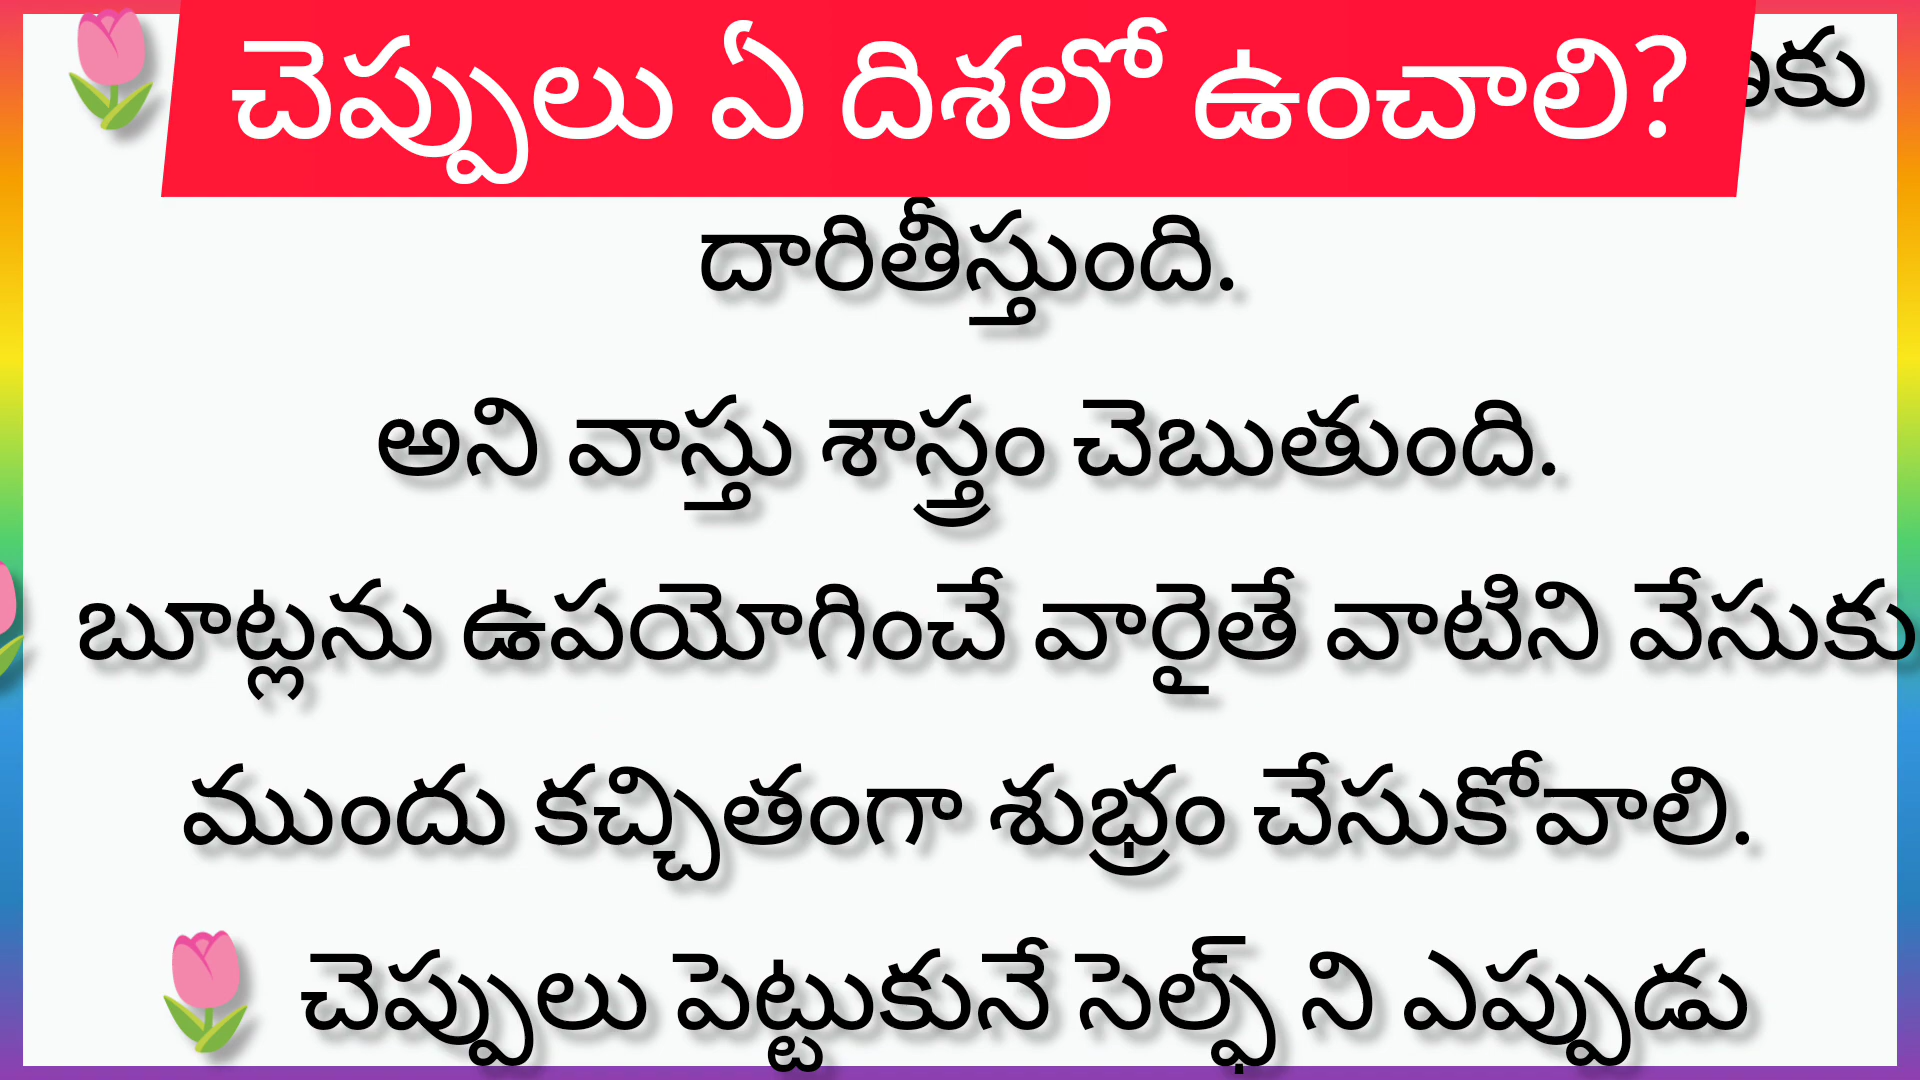 చెప్పులు ఏ దిశలో ఉంచాలి?
దారితీస్తుంది.
అని వాస్తు శాస్త్రం చెబుతుంది.
🌷 బూట్లను ఉపయోగించే వారైతే వాటిని వేసుకు
ముందు కచ్చితంగా శుభ్రం చేసుకోవాలి.
🌷 చెప్పులు పెట్టుకునే సెల్ఫ్ ని ఎప్పుడు